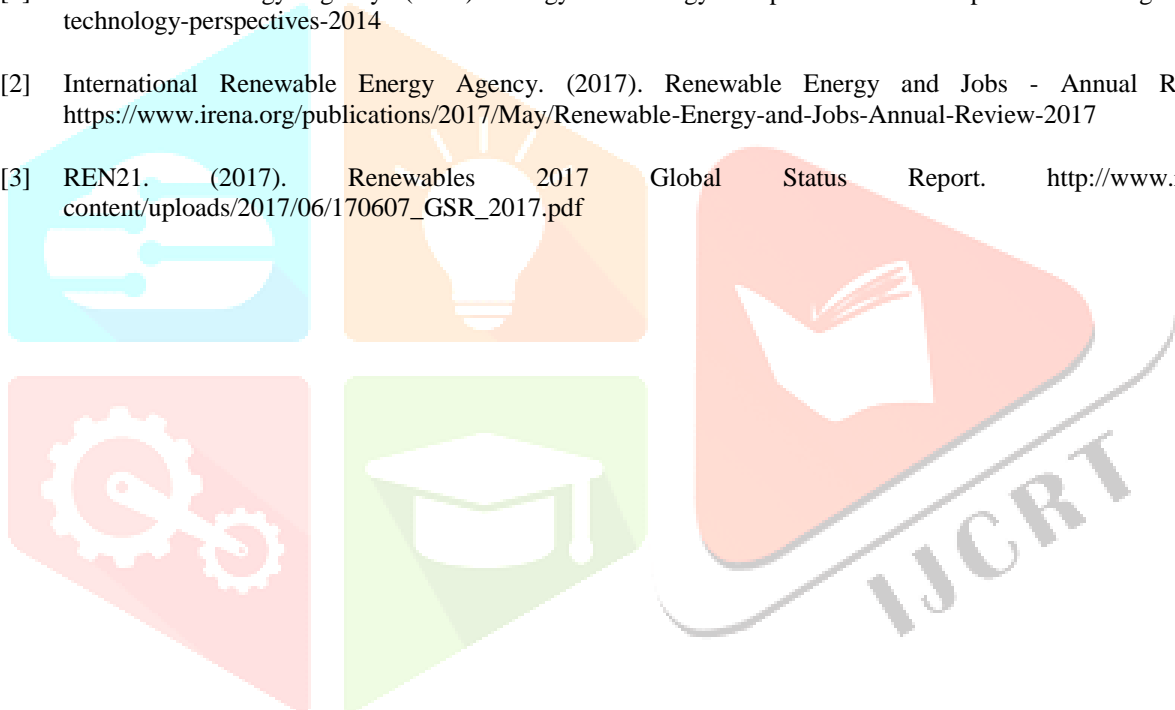 technology-perspectives-2014
[2] International Renewable Energy Agency. (2017). Renewable Energy and Jobs - Annual R
https://www.irena.org/publications/2017/May/Renewable-Energy-and-Jobs-Annual-Review-2017
[3] REN21. (2017). Renewables 2017 Global Status Report. http://www.
content/uploads/2017/06/170607_GSR_2017.pdf
IJCRT